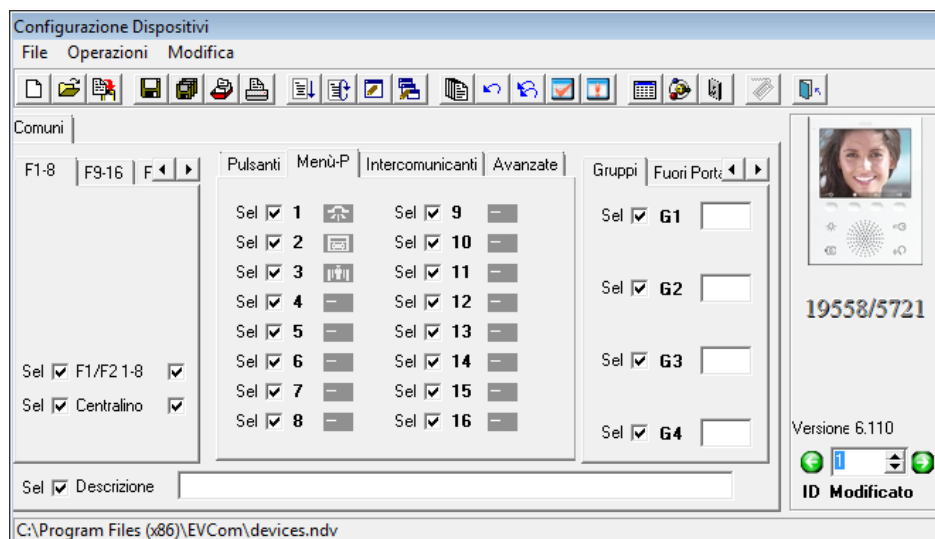 Configurazione Dispositivi
File Operazioni Modifica
Comuni
F1-8 F9-16 F
Pulsanti Menù-P Intercomunicanti Avanzate
Gruppi Fuori Porta
Sel 1 Sel 9
Sel 2 Sel 10
Sel 3 Sel 11
Sel 4 Sel 12
Sel 5 Sel 13
Sel 6 Sel 14
Sel 7 Sel 15
Sel 8 Sel 16
Sel G1
Sel G2
Sel G3
Sel G4
Sel F1/F2 1-8
Sel Centralino
Sel Descrizione
19558/5721
Versione 6.110
1
ID Modificato
C:\Program Files (x86)\EVCom\devices.ndv